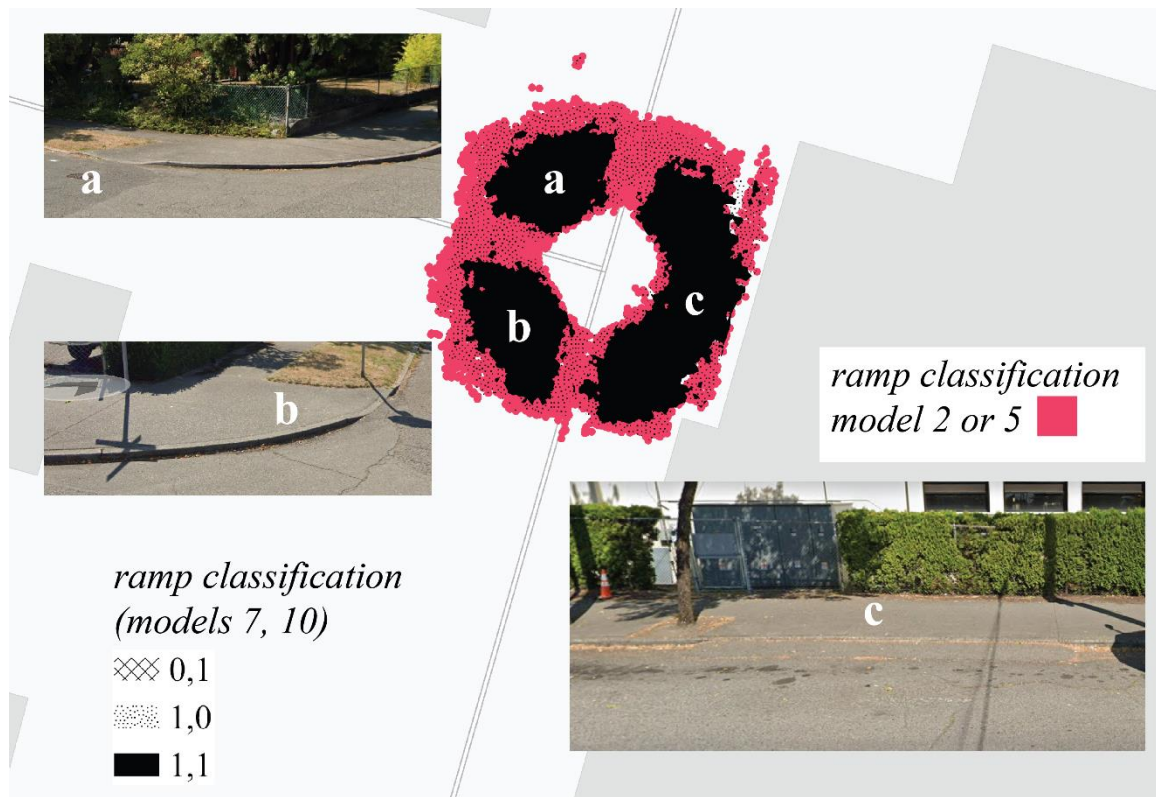 a
a
b
c
b
ramp classification
model 2 or 5
c
ramp classification
(models 7, 10)
0,1
1,0
1,1